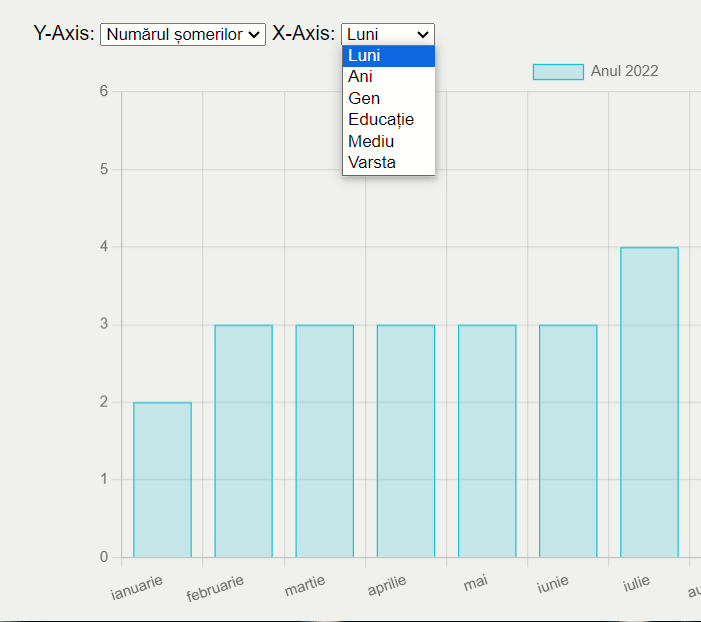 Y-Axis: Numărul șomerilor X-Axis: Luni
Luni
Ani
Gen
Educație
Mediu
Varsta
Anul 2022
6
5
4
3
2
1
0
ianuarie februarie martie aprilie mai iunie iulie au